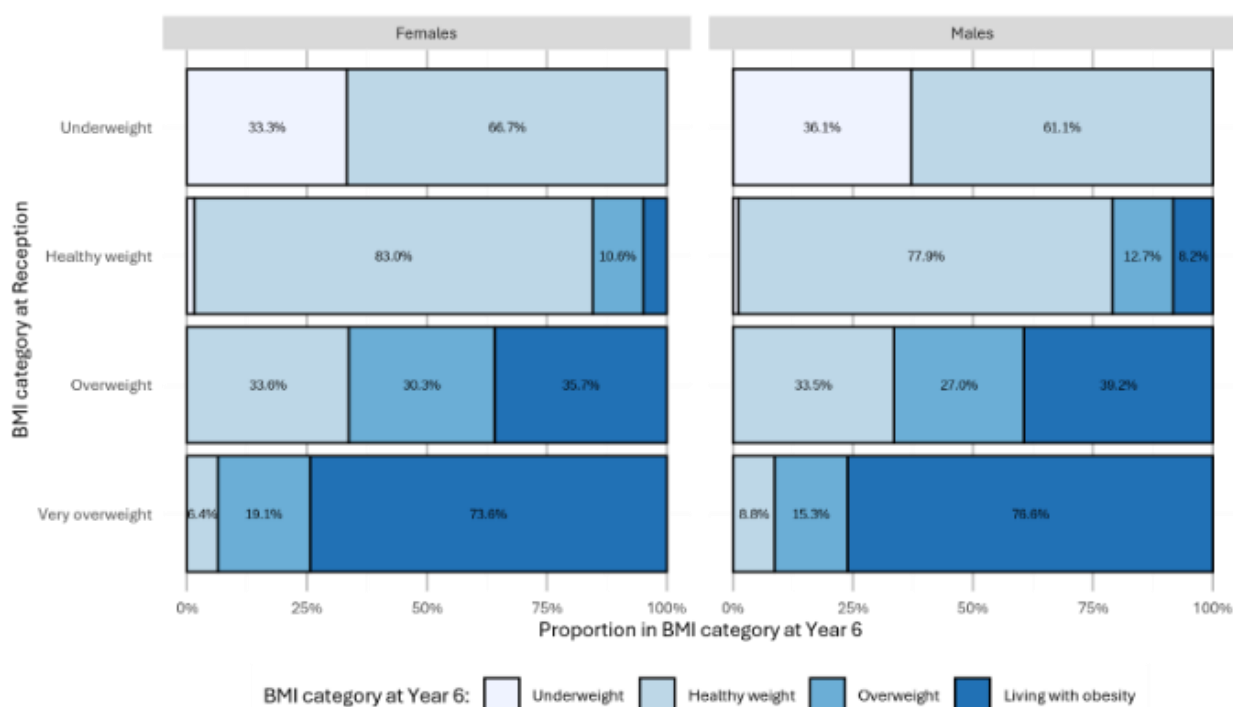 Females Males
Underweight 33.3% 66.7% 36.1% 61.1%
Healthy weight 83.0% 10.6% 77.9% 12.7% 8.2%
Overweight 33.6% 30.3% 35.7% 33.5% 27.0% 39.2%
Very overweight 6.4% 19.1% 73.6% 8.8% 15.3% 76.6%
BMI category at Reception
0% 25% 50% 75% 100% 0% 25% 50% 75% 100%
Proportion in BMI category at Year 6
BMI category at Year 6: Underweight Healthy weight Overweight Living with obesity